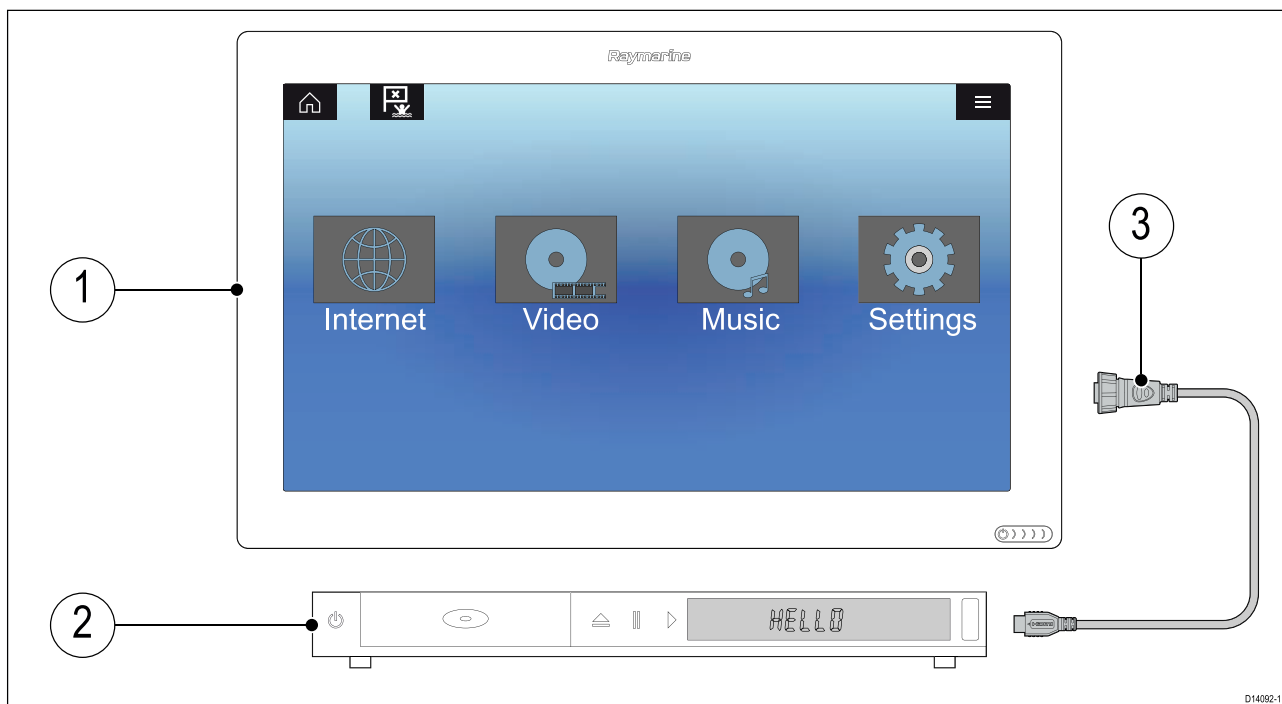 Raymarine
Internet
Video
Music
Settings
1
3
2
HELLO
HDMI
D14092-1